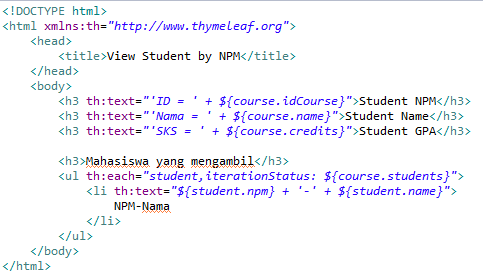 <!DOCTYPE html>
<html xmlns:th="http://www.thymeleaf.org">
    <head>
        <title>View Student by NPM</title>
    </head>
    <body>
        <h3 th:text="'ID = ' + ${course.idCourse}">Student NPM</h3>
        <h3 th:text="'Nama = ' + ${course.name}">Student Name</h3>
        <h3 th:text="'SKS = ' + ${course.credits}">Student GPA</h3>

        <h3>Mahasiswa yang mengambil</h3>
        <ul th:each="student,iterationStatus: ${course.students}">
            <li th:text="${student.npm} + '-' + ${student.name}">
                NPM-Nama
            </li>
        </ul>
    </body>
</html>